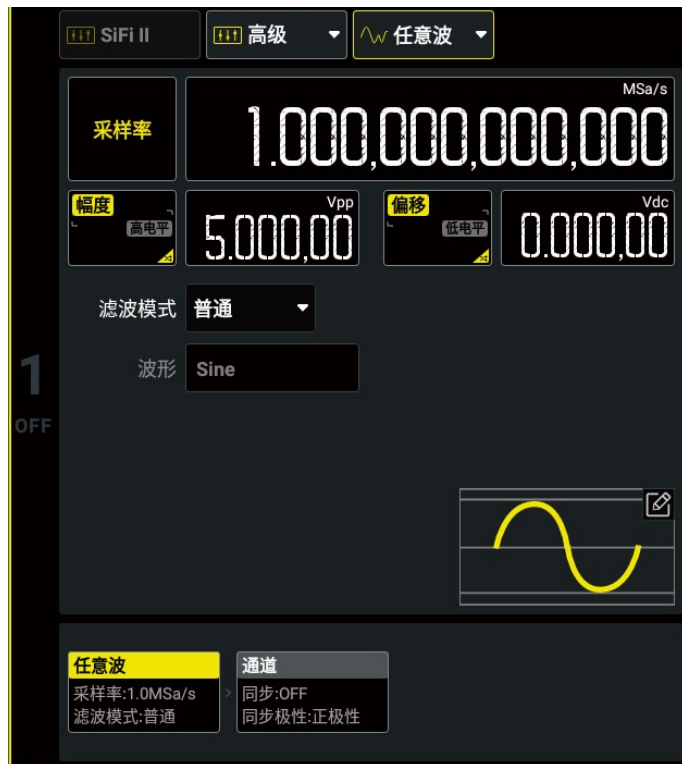 SiFi II 高级 任意波
MSa/s
采样率 1.000,000,000,000
幅度 高电平 Vpp 5.000,00 偏移 低电平 Vdc 0.000,00
滤波模式 普通
波形 Sine
1
OFF
任意波
采样率:1.0MSa/s
滤波模式:普通
>
通道
同步:OFF
同步极性:正极性